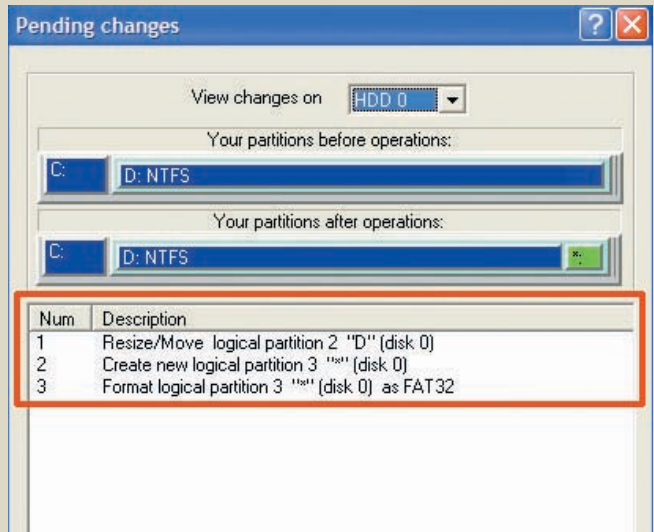 Pending changes
View changes on HDD 0
Your partitions before operations:
C: D: NTFS
Your partitions after operations:
C: D: NTFS *:
Num Description
1 Resize/Move logical partition 2 "D" (disk 0)
2 Create new logical partition 3 "*" (disk 0)
3 Format logical partition 3 "*" (disk 0) as FAT32